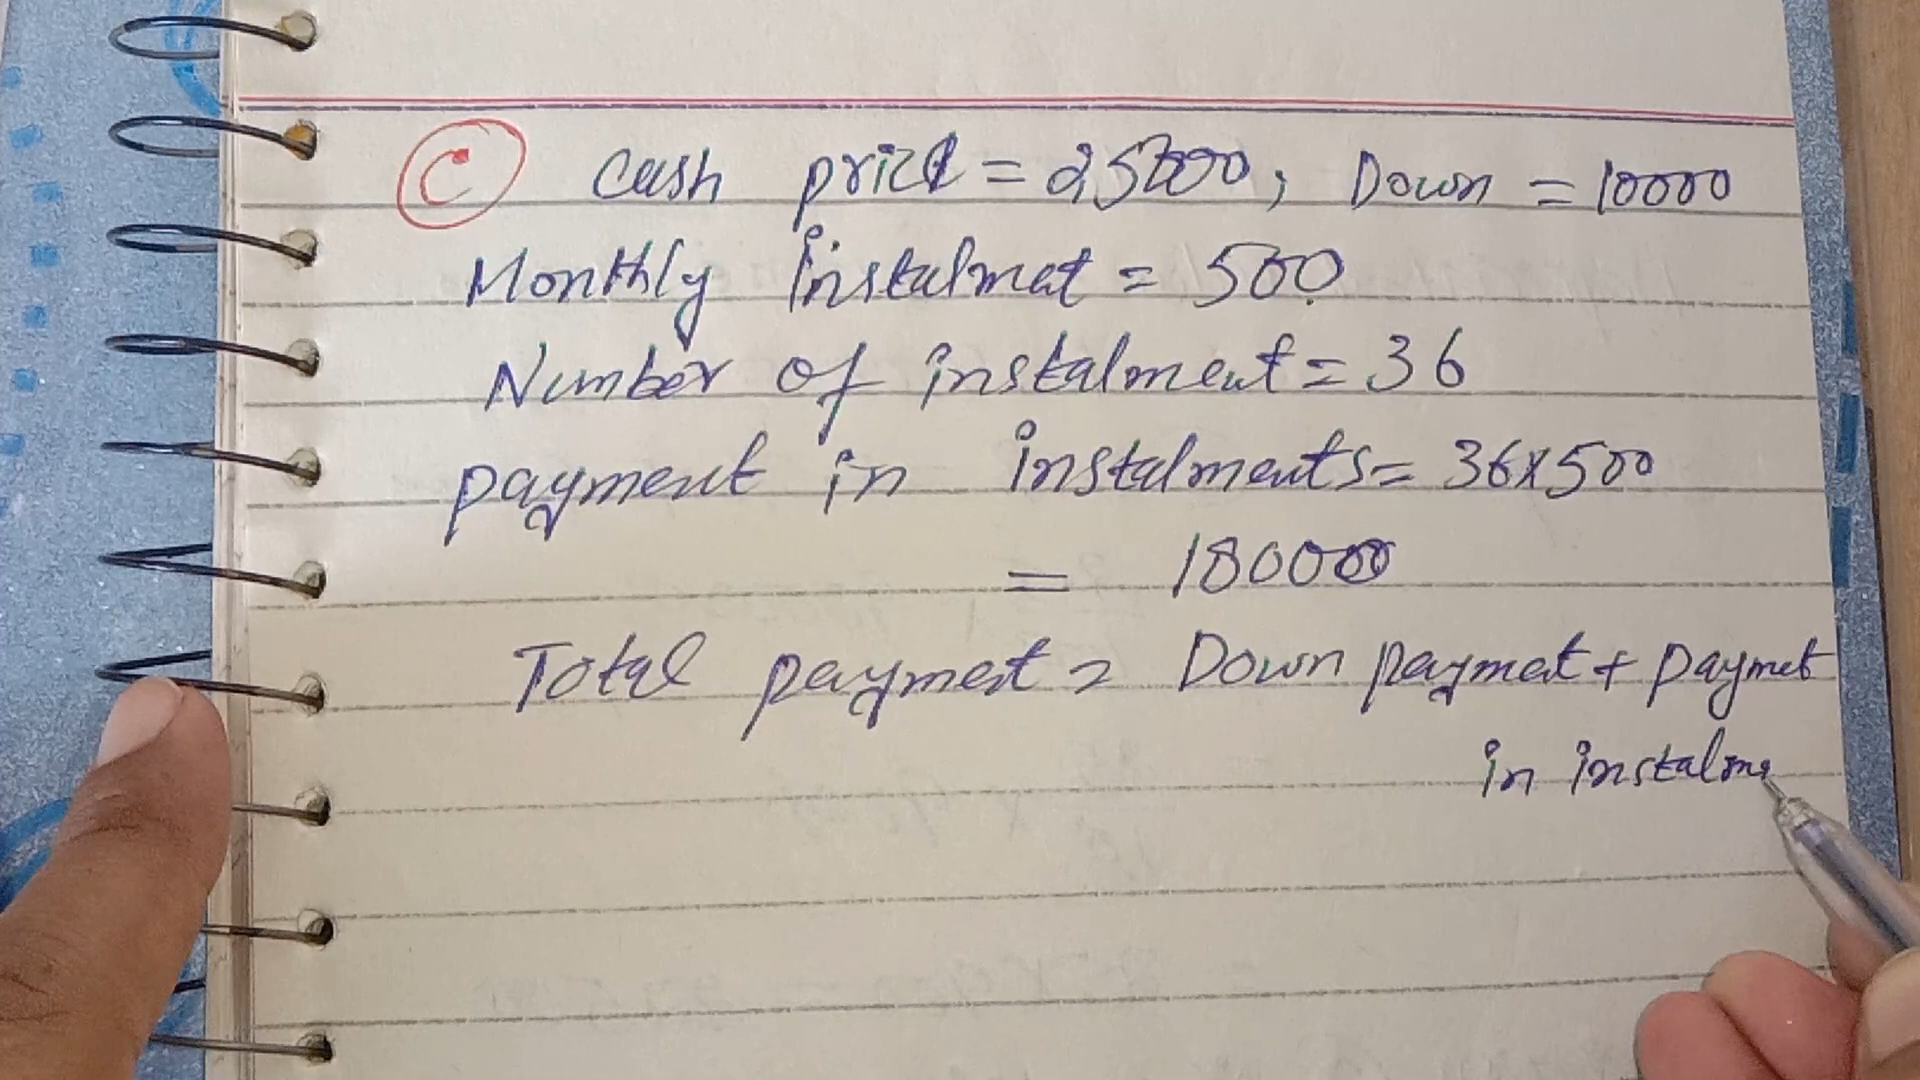 C Cash price = 25000; Down = 10000
Monthly instalmet = 500
Number of instalment = 36
payment in instalments = 36x500
= 18000
Total payment = Down paymet + paymet
in instalme